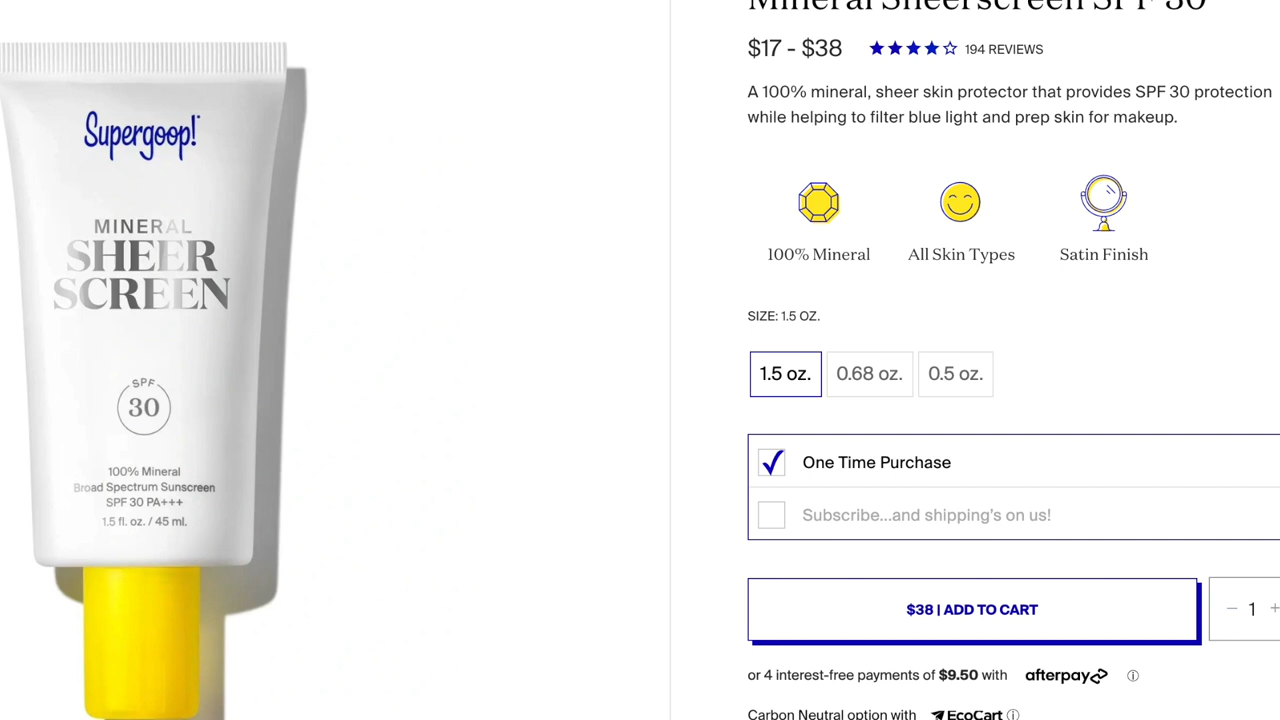 Supergoop!
MINERAL
SHEER
SCREEN
SPF
30
100% Mineral
Broad Spectrum Sunscreen
SPF 30 PA+++
1.5 fl. oz. / 45 ml.
Mineral Sheerscreen SPF 30
$17 - $38
194 REVIEWS
A 100% mineral, sheer skin protector that provides SPF 30 protection
while helping to filter blue light and prep skin for makeup.
100% Mineral
All Skin Types
Satin Finish
SIZE: 1.5 OZ.
1.5 oz.
0.68 oz.
0.5 oz.
One Time Purchase
Subscribe...and shipping's on us!
$38 | ADD TO CART
− 1 +
or 4 interest-free payments of $9.50 with afterpay
Carbon Neutral option with EcoCart